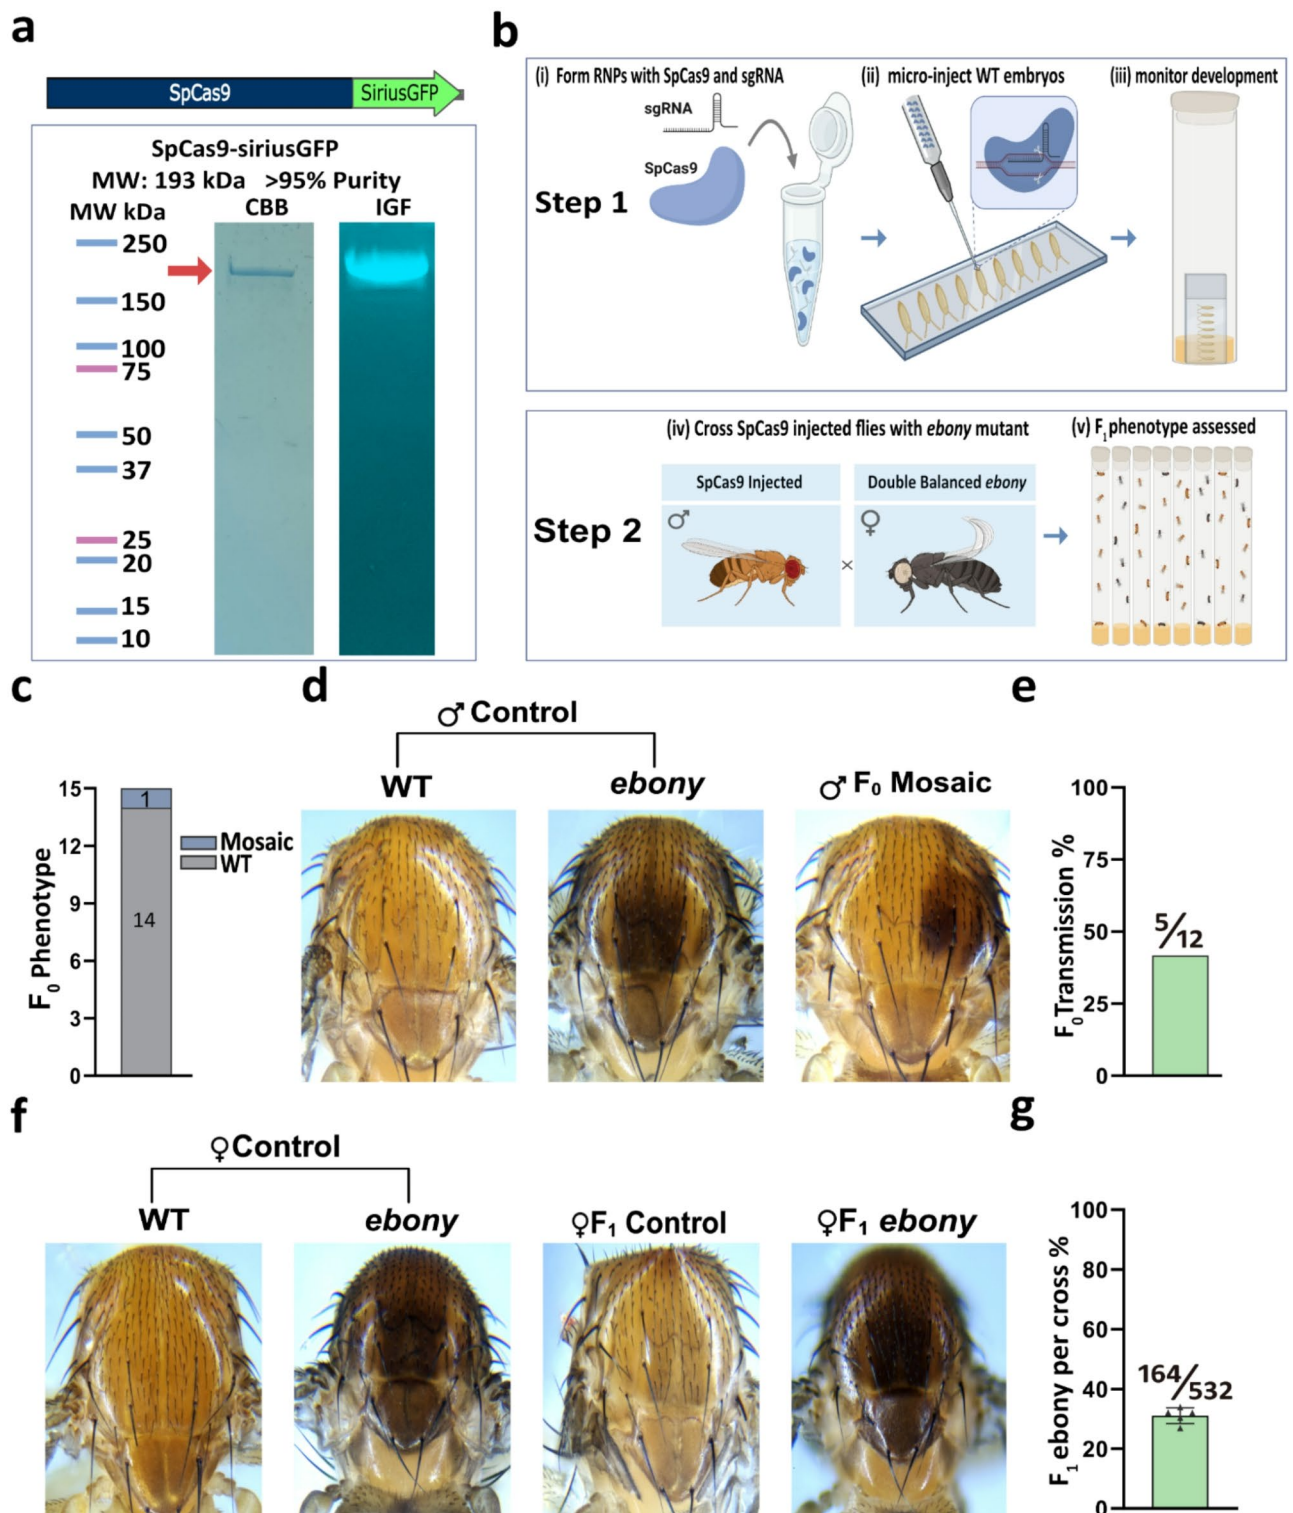 a
SpCas9 SiriusGFP
SpCas9-siriusGFP
MW: 193 kDa >95% Purity
MW kDa CBB IGF
250
150
100
75
50
37
25
20
15
10
b
(i) Form RNPs with SpCas9 and sgRNA
(ii) micro-inject WT embryos
(iii) monitor development
sgRNA
SpCas9
Step 1
(iv) Cross SpCas9 injected flies with ebony mutant
(v) F1 phenotype assessed
SpCas9 Injected
Double Balanced ebony
♂
×
♀
Step 2
c
F0 Phenotype
15
12
9
6
3
0
1
14
Mosaic
WT
d
♂ Control
WT
ebony
♂ F0 Mosaic
e
F0 Transmission %
100
75
50
25
0
5/12
f
♀Control
WT
ebony
♀F1 Control
♀F1 ebony
g
F1 ebony per cross %
100
80
60
40
20
0
164/532